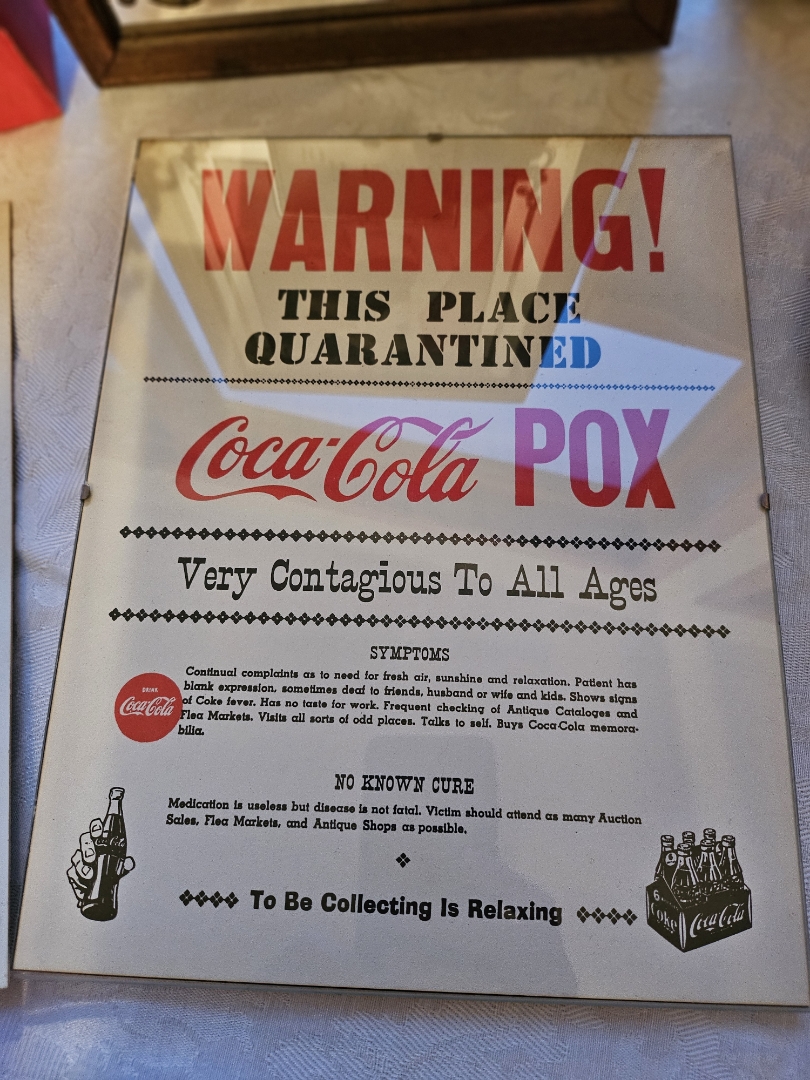 WARNING!
THIS PLACE
QUARANTINED
Coca-Cola POX
Very Contagious To All Ages
SYMPTOMS
Continual complaints as to need for fresh air, sunshine and relaxation. Patient has
blank expression, sometimes deaf to friends, husband or wife and kids. Shows signs
of Coke fever. Has no taste for work. Frequent checking of Antique Cataloges and
Flea Markets. Visits all sorts of odd places. Talks to self. Buys Coca-Cola memora-
bilia.
DRINK
Coca-Cola
NO KNOWN CURE
Medication is useless but disease is not fatal. Victim should attend as many Auction
Sales, Flea Markets, and Antique Shops as possible.
Coca-Cola
To Be Collecting Is Relaxing
6
Coke
Coca-Cola